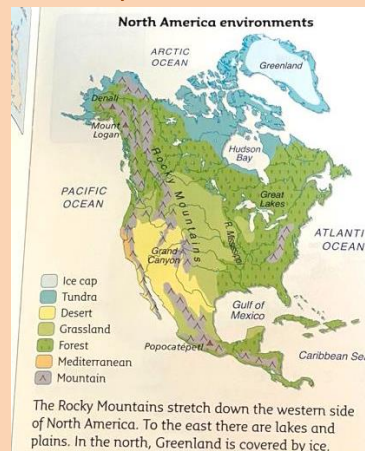 North America environments
ARCTIC
OCEAN
Greenland
Denali
Mount
Logan
Hudson
Bay
Rocky Mountains
PACIFIC
OCEAN
Great
Lakes
R. Mississippi
ATLANTI
OCEAN
Grand
Canyon
Gulf of
Mexico
Popocatépetl
Caribbean Se
Ice cap
Tundra
Desert
Grassland
Forest
Mediterranean
Mountain
The Rocky Mountains stretch down the western side
of North America. To the east there are lakes and
plains. In the north, Greenland is covered by ice.